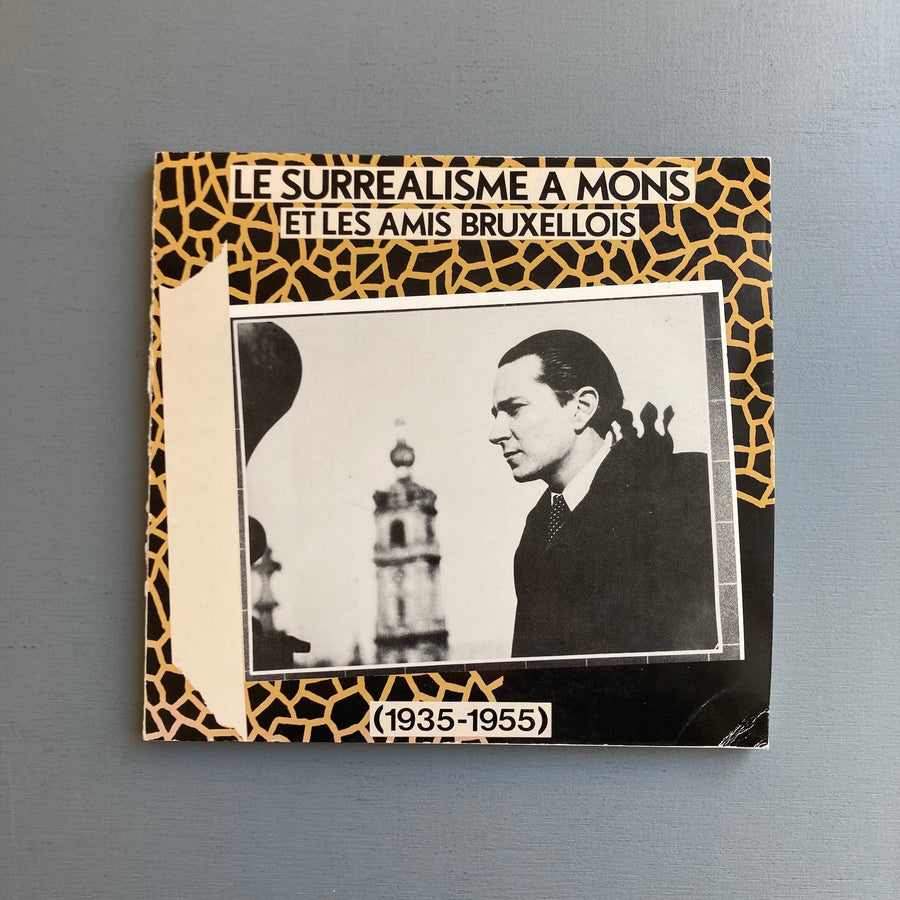 LE SURREALISME A MONS
ET LES AMIS BRUXELLOIS
(1935-1955)